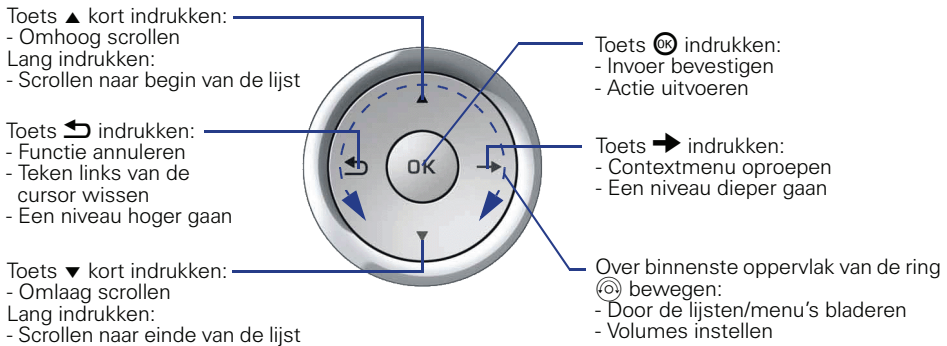 Toets ▲ kort indrukken:
- Omhoog scrollen
Lang indrukken:
- Scrollen naar begin van de lijst
Toets ⮌ indrukken:
- Functie annuleren
- Teken links van de
cursor wissen
- Een niveau hoger gaan
Toets ▼ kort indrukken:
- Omlaag scrollen
Lang indrukken:
- Scrollen naar einde van de lijst
OK
Toets OK indrukken:
- Invoer bevestigen
- Actie uitvoeren
Toets ➔ indrukken:
- Contextmenu oproepen
- Een niveau dieper gaan
Over binnenste oppervlak van de ring
bewegen:
- Door de lijsten/menu's bladeren
- Volumes instellen